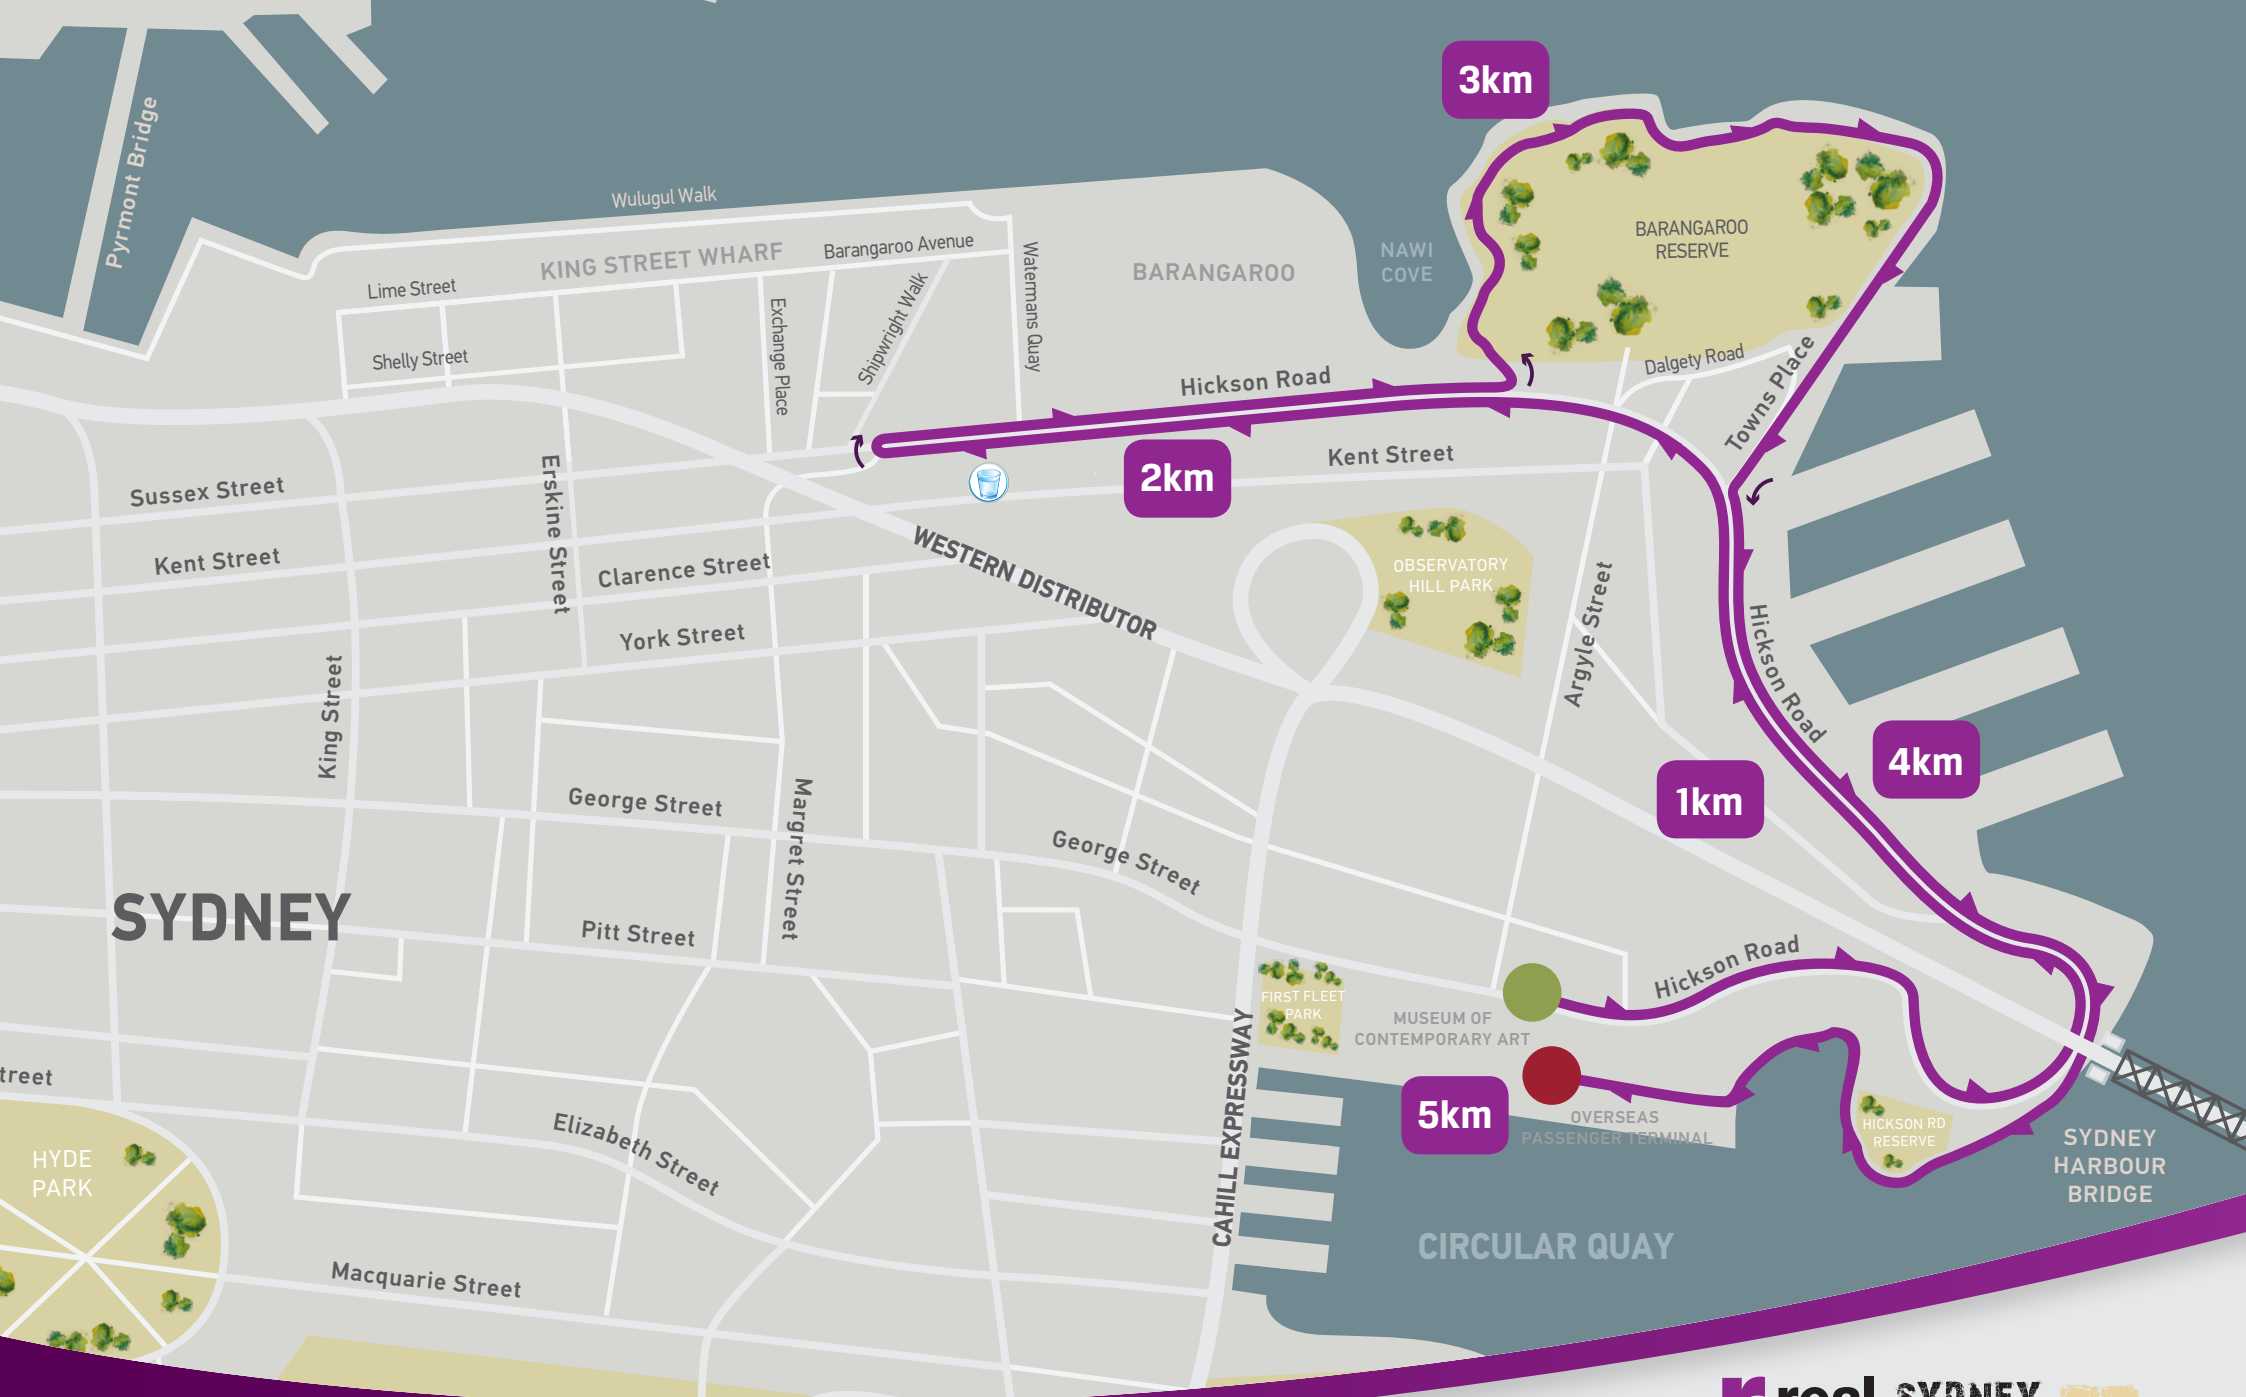 3km
Pyrmont Bridge
Wulugul Walk
KING STREET WHARF
Barangaroo Avenue
Lime Street
Shelly Street
Exchange Place
Shipwright Walk
Watermans Quay
BARANGAROO
NAWI
COVE
BARANGAROO
RESERVE
Dalgety Road
Towns Place
Hickson Road
2km
Kent Street
Sussex Street
Kent Street
Erskine Street
Clarence Street
York Street
WESTERN DISTRIBUTOR
OBSERVATORY
HILL PARK
Argyle Street
Hickson Road
4km
1km
King Street
George Street
Margret Street
George Street
SYDNEY
Pitt Street
Hickson Road
FIRST FLEET
PARK
MUSEUM OF
CONTEMPORARY ART
CAHILL EXPRESSWAY
5km
OVERSEAS
PASSENGER TERMINAL
HICKSON RD
RESERVE
SYDNEY
HARBOUR
BRIDGE
treet
HYDE
PARK
Elizabeth Street
CIRCULAR QUAY
Macquarie Street
real SYDNEY